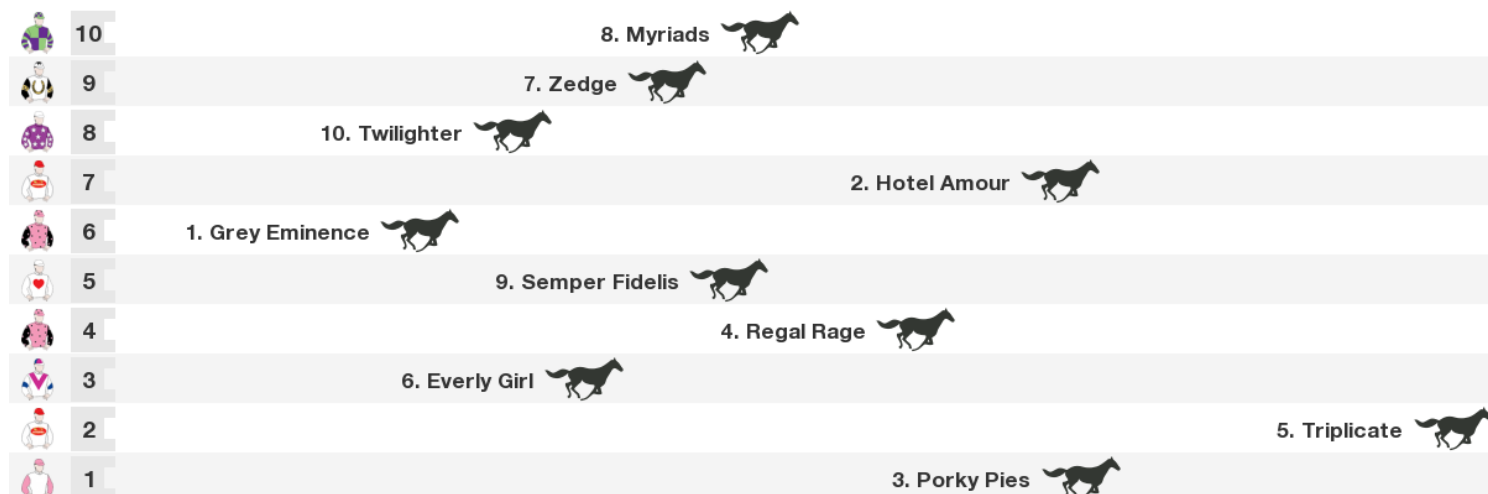 10 8. Myriads
9 7. Zedge
8 10. Twilighter
7 2. Hotel Amour
6 1. Grey Eminence
5 9. Semper Fidelis
4 4. Regal Rage
3 6. Everly Girl
2 5. Triplicate
1 3. Porky Pies